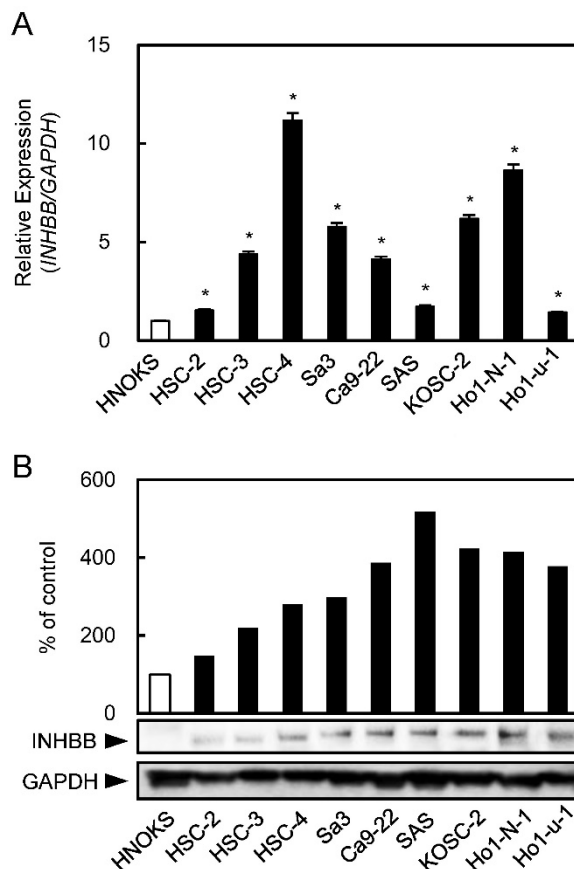 A
Relative Expression
(INHBB/GAPDH)
15
10
5
0
* * * * * * * * *
HNOKS HSC-2 HSC-3 HSC-4 Sa3 Ca9-22 SAS KOSC-2 Ho1-N-1 Ho1-u-1
B
% of control
600
400
200
0
INHBB
GAPDH
HNOKS HSC-2 HSC-3 HSC-4 Sa3 Ca9-22 SAS KOSC-2 Ho1-N-1 Ho1-u-1